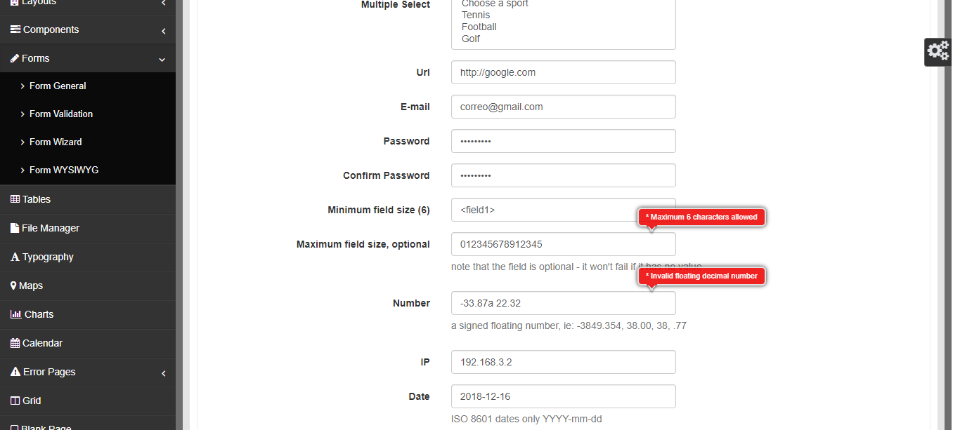 Layouts
Components
Forms
Form General
Form Validation
Form Wizard
Form WYSIWYG
Tables
File Manager
Typography
Maps
Charts
Calendar
Error Pages
Grid
Blank Page
Multiple Select
Choose a sport
Tennis
Football
Golf
Url
http://google.com
E-mail
correo@gmail.com
Password
•••••••••
Confirm Password
•••••••••
Minimum field size (6)
<field1>
* Maximum 6 characters allowed
Maximum field size, optional
012345678912345
note that the field is optional - it won't fail if it has no value
* Invalid floating decimal number
Number
-33.87a 22.32
a signed floating number, ie: -3849.354, 38.00, 38, .77
IP
192.168.3.2
Date
2018-12-16
ISO 8601 dates only YYYY-mm-dd